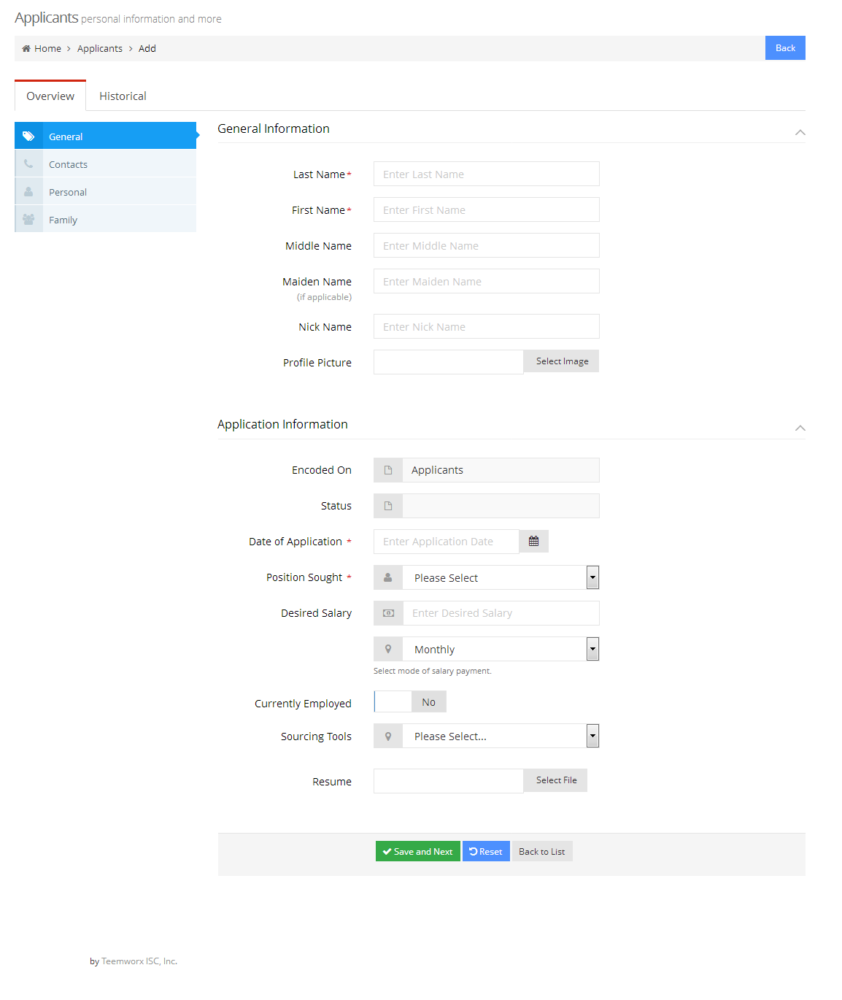 Applicants personal information and more
Home > Applicants > Add
Back
Overview
Historical
General
Contacts
Personal
Family
General Information
Last Name*
Enter Last Name
First Name*
Enter First Name
Middle Name
Enter Middle Name
Maiden Name
(if applicable)
Enter Maiden Name
Nick Name
Enter Nick Name
Profile Picture
Select Image
Application Information
Encoded On
Applicants
Status
Date of Application *
Enter Application Date
Position Sought *
Please Select
Desired Salary
Enter Desired Salary
Monthly
Select mode of salary payment.
Currently Employed
No
Sourcing Tools
Please Select...
Resume
Select File
Save and Next
Reset
Back to List
by Teemworx ISC, Inc.